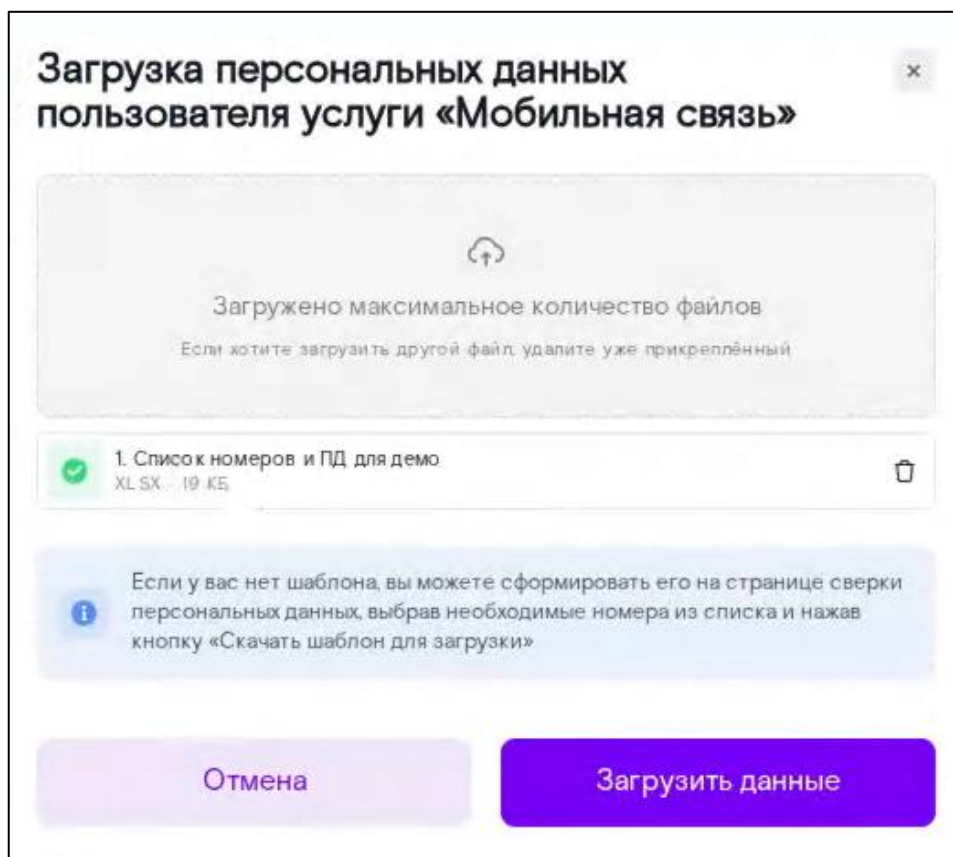 Загрузка персональных данных
пользователя услуги «Мобильная связь»
Загружено максимальное количество файлов
Если хотите загрузить другой файл, удалите уже прикреплённый
1. Список номеров и ПД для демо
XLSX · 19 КБ
Если у вас нет шаблона, вы можете сформировать его на странице сверки
персональных данных, выбрав необходимые номера из списка и нажав
кнопку «Скачать шаблон для загрузки»
Отмена
Загрузить данные